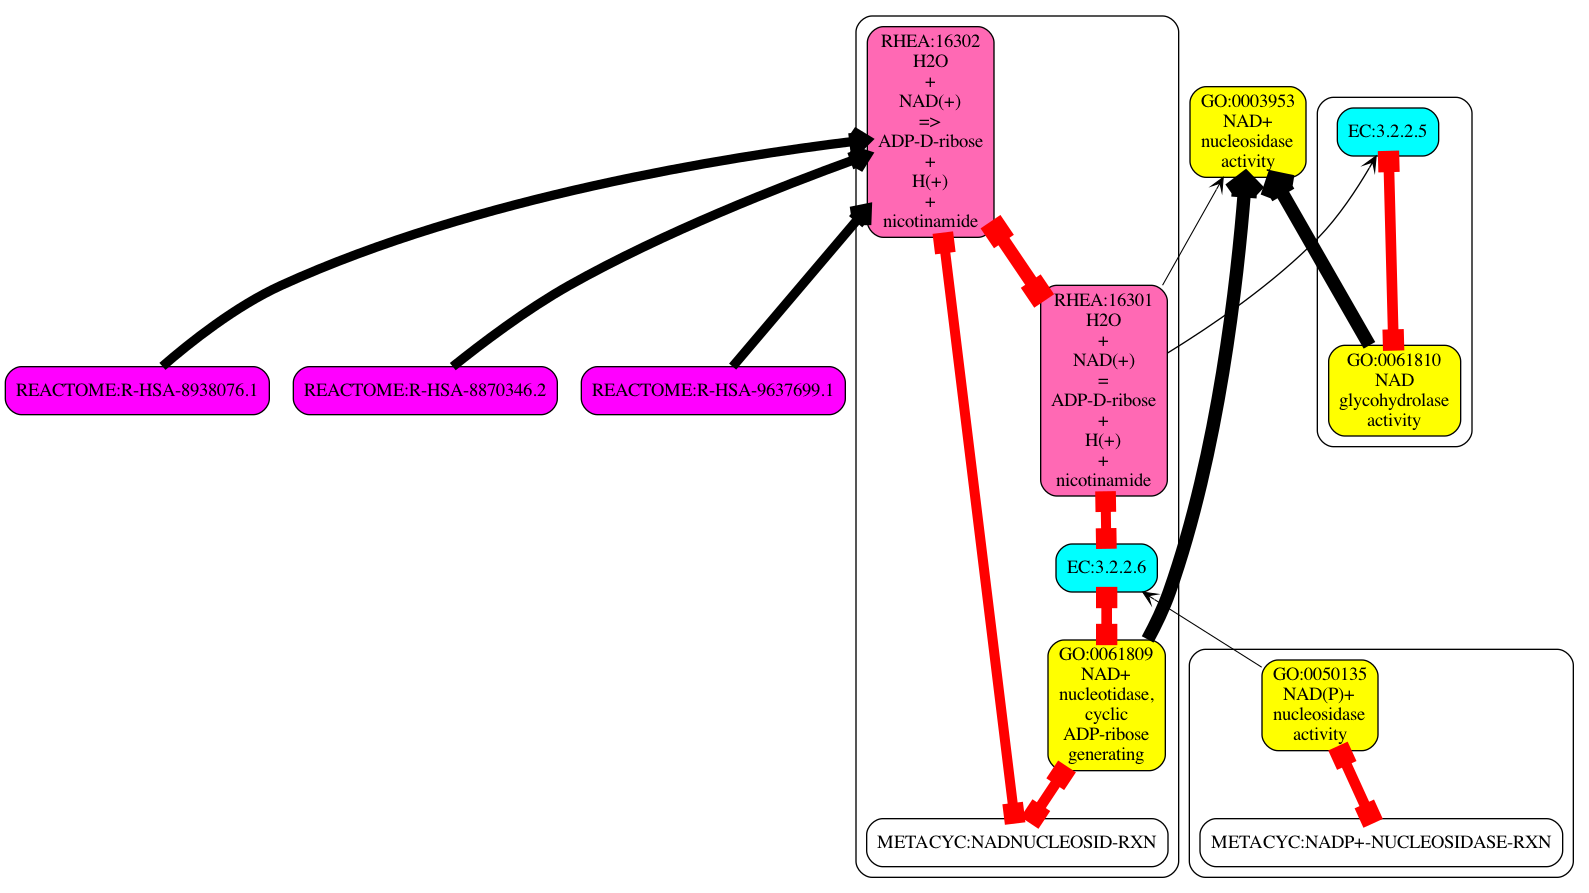 RHEA:16302
H2O
+
NAD(+)
=>
ADP-D-ribose
+
H(+)
+
nicotinamide
GO:0003953
NAD+
nucleosidase
activity
EC:3.2.2.5
RHEA:16301
H2O
+
NAD(+)
=
ADP-D-ribose
+
H(+)
+
nicotinamide
REACTOME:R-HSA-8938076.1
REACTOME:R-HSA-8870346.2
REACTOME:R-HSA-9637699.1
GO:0061810
NAD
glycohydrolase
activity
EC:3.2.2.6
GO:0061809
NAD+
nucleotidase,
cyclic
ADP-ribose
generating
GO:0050135
NAD(P)+
nucleosidase
activity
METACYC:NADNUCLEOSID-RXN
METACYC:NADP+-NUCLEOSIDASE-RXN